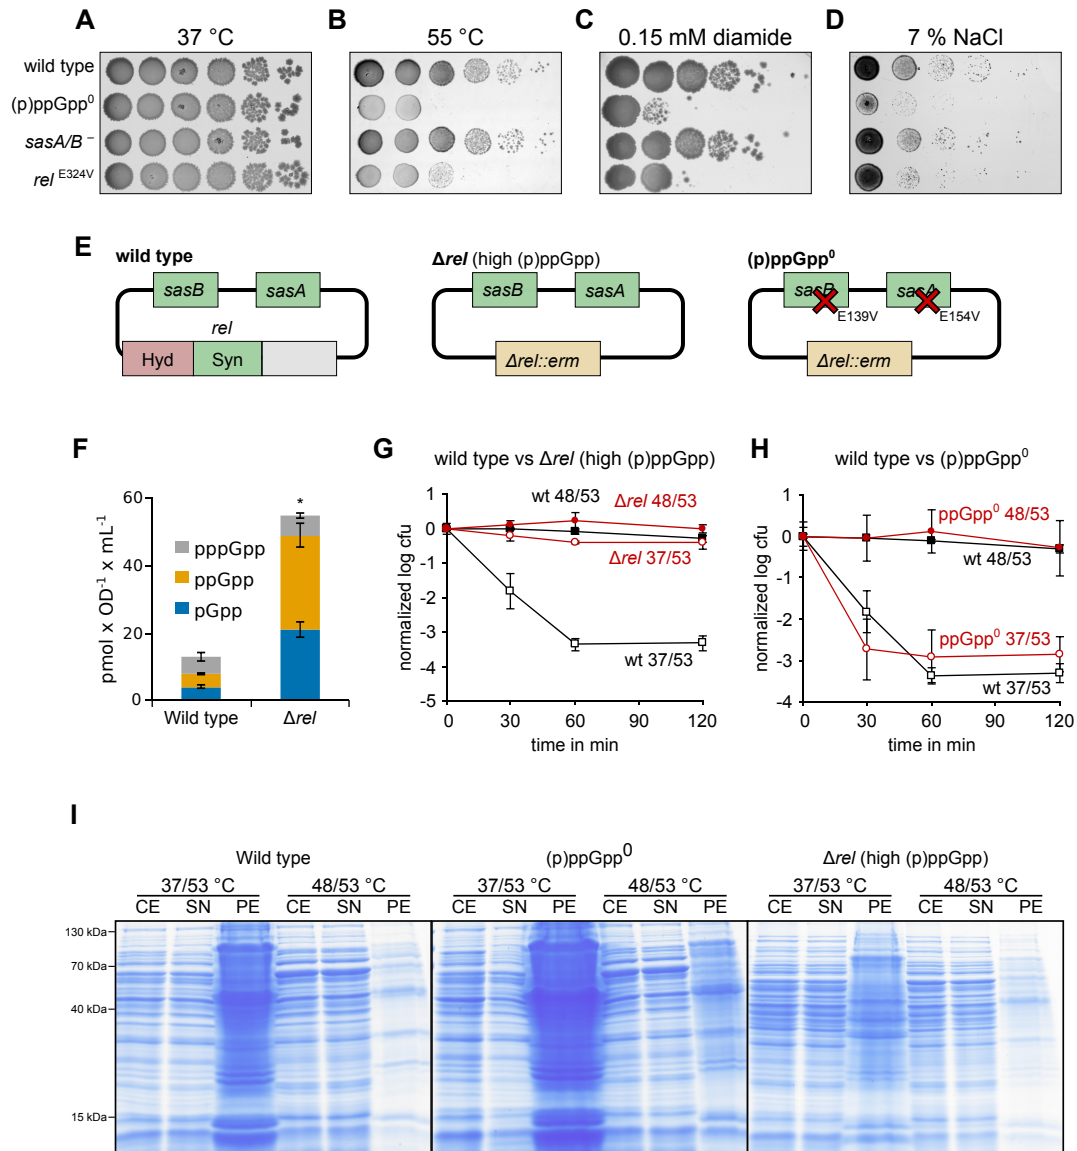 A
37 °C
B
55 °C
C
0.15 mM diamide
D
7 % NaCl
wild type
(p)ppGpp⁰
sasA/B⁻
rel E324V
E
wild type
sasB
sasA
rel
Hyd
Syn
Δrel (high (p)ppGpp)
sasB
sasA
Δrel::erm
(p)ppGpp⁰
sasB
sasA
E139V
E154V
Δrel::erm
F
pmol x OD⁻¹ x mL⁻¹
60
40
20
0
pppGpp
ppGpp
pGpp
*
Wild type
Δrel
G
wild type vs Δrel (high (p)ppGpp)
normalized log cfu
1
0
-1
-2
-3
-4
-5
wt 48/53
Δrel 48/53
Δrel 37/53
wt 37/53
0
30
60
90
120
time in min
H
wild type vs (p)ppGpp⁰
normalized log cfu
1
0
-1
-2
-3
-4
ppGpp⁰ 48/53
wt 48/53
ppGpp⁰ 37/53
wt 37/53
0
30
60
90
120
time in min
I
Wild type
(p)ppGpp⁰
Δrel (high (p)ppGpp)
37/53 °C
48/53 °C
37/53 °C
48/53 °C
37/53 °C
48/53 °C
CE SN PE CE SN PE CE SN PE CE SN PE CE SN PE CE SN PE
130 kDa
70 kDa
40 kDa
15 kDa